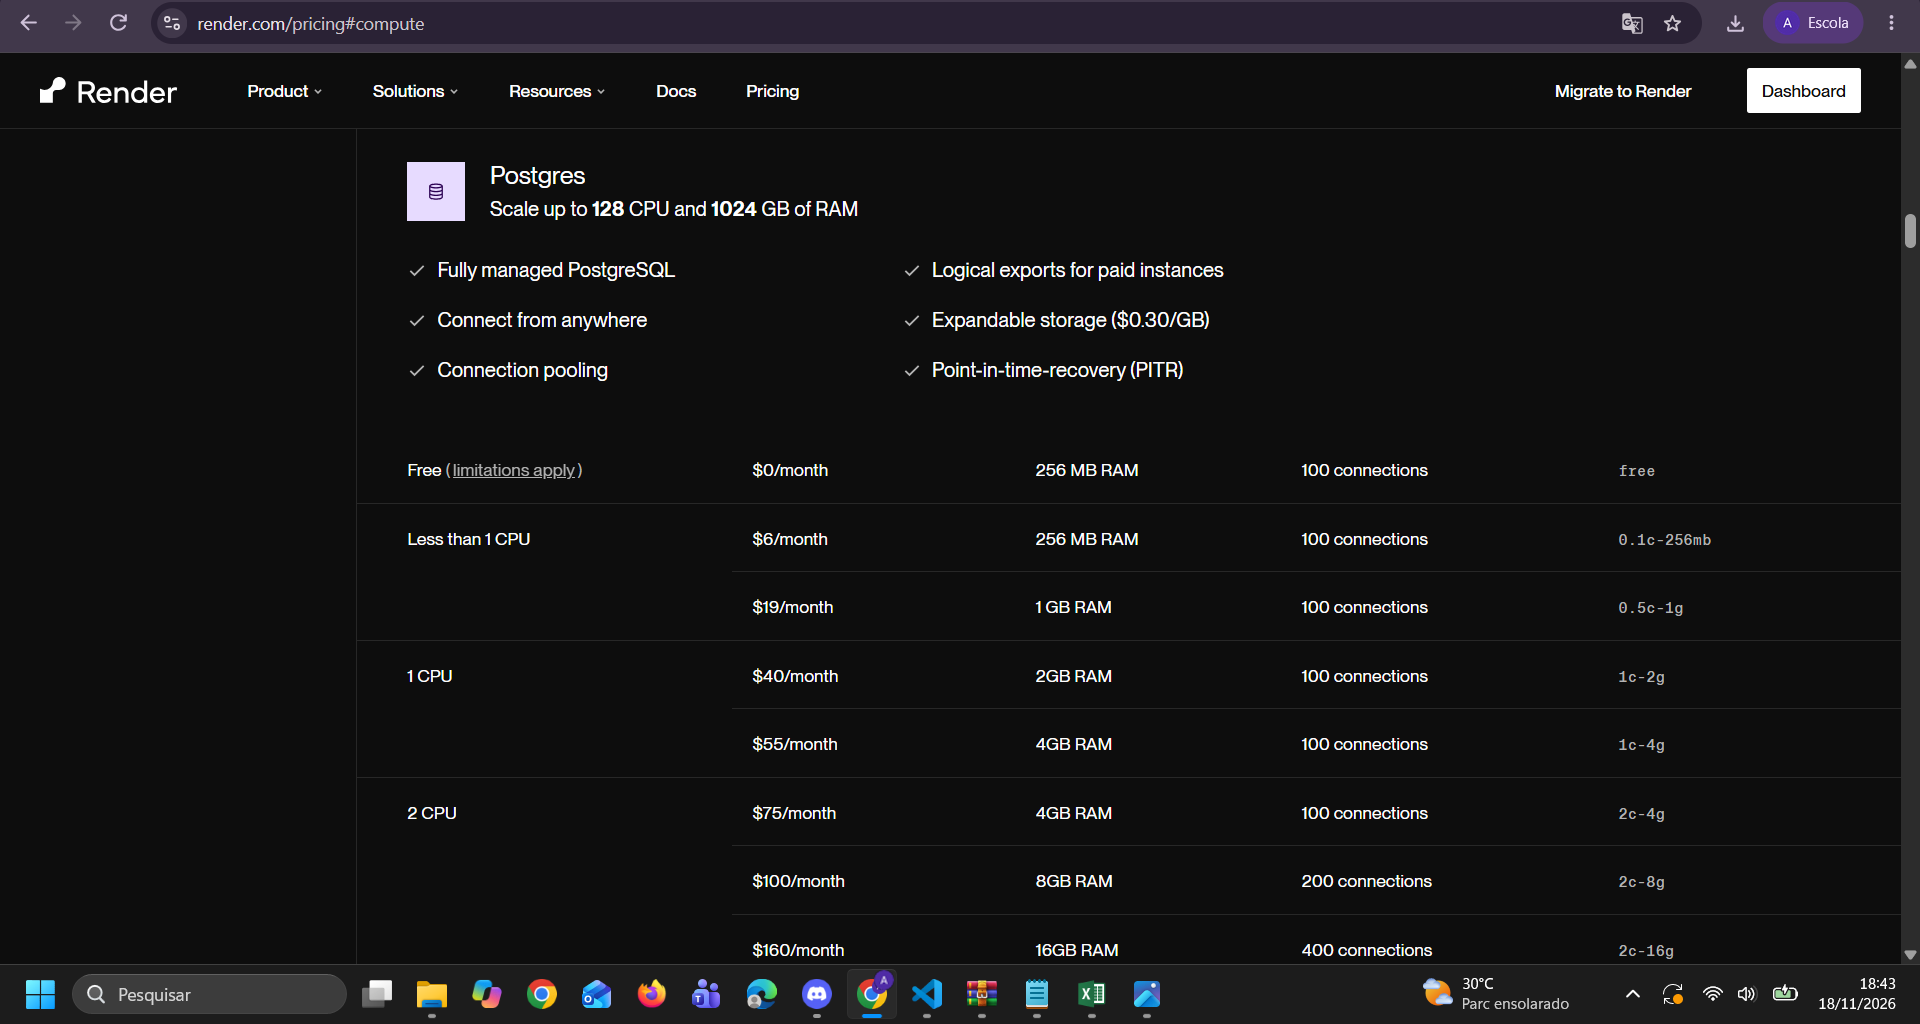 render.com/pricing#compute
A Escola
Render
Product
Solutions
Resources
Docs
Pricing
Migrate to Render
Dashboard
Postgres
Scale up to 128 CPU and 1024 GB of RAM
Fully managed PostgreSQL
Logical exports for paid instances
Connect from anywhere
Expandable storage ($0.30/GB)
Connection pooling
Point-in-time-recovery (PITR)
Free (limitations apply) $0/month 256 MB RAM 100 connections free
Less than 1 CPU $6/month 256 MB RAM 100 connections 0.1c-256mb
$19/month 1 GB RAM 100 connections 0.5c-1g
1 CPU $40/month 2GB RAM 100 connections 1c-2g
$55/month 4GB RAM 100 connections 1c-4g
2 CPU $75/month 4GB RAM 100 connections 2c-4g
$100/month 8GB RAM 200 connections 2c-8g
$160/month 16GB RAM 400 connections 2c-16g
Pesquisar
A
30°C
Parc ensolarado
18:43
18/11/2026